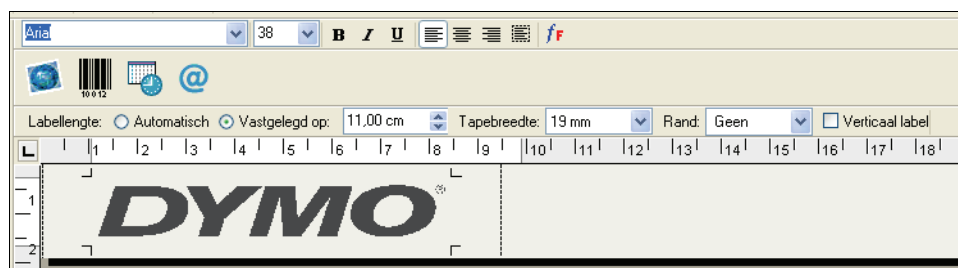 Arial 38 B I U fF
10012 @
Labellengte: Automatisch Vastgelegd op: 11,00 cm Tapebreedte: 19 mm Rand: Geen Verticaal label
L 1 2 3 4 5 6 7 8 9 10 11 12 13 14 15 16 17 18
1
DYMO®
2